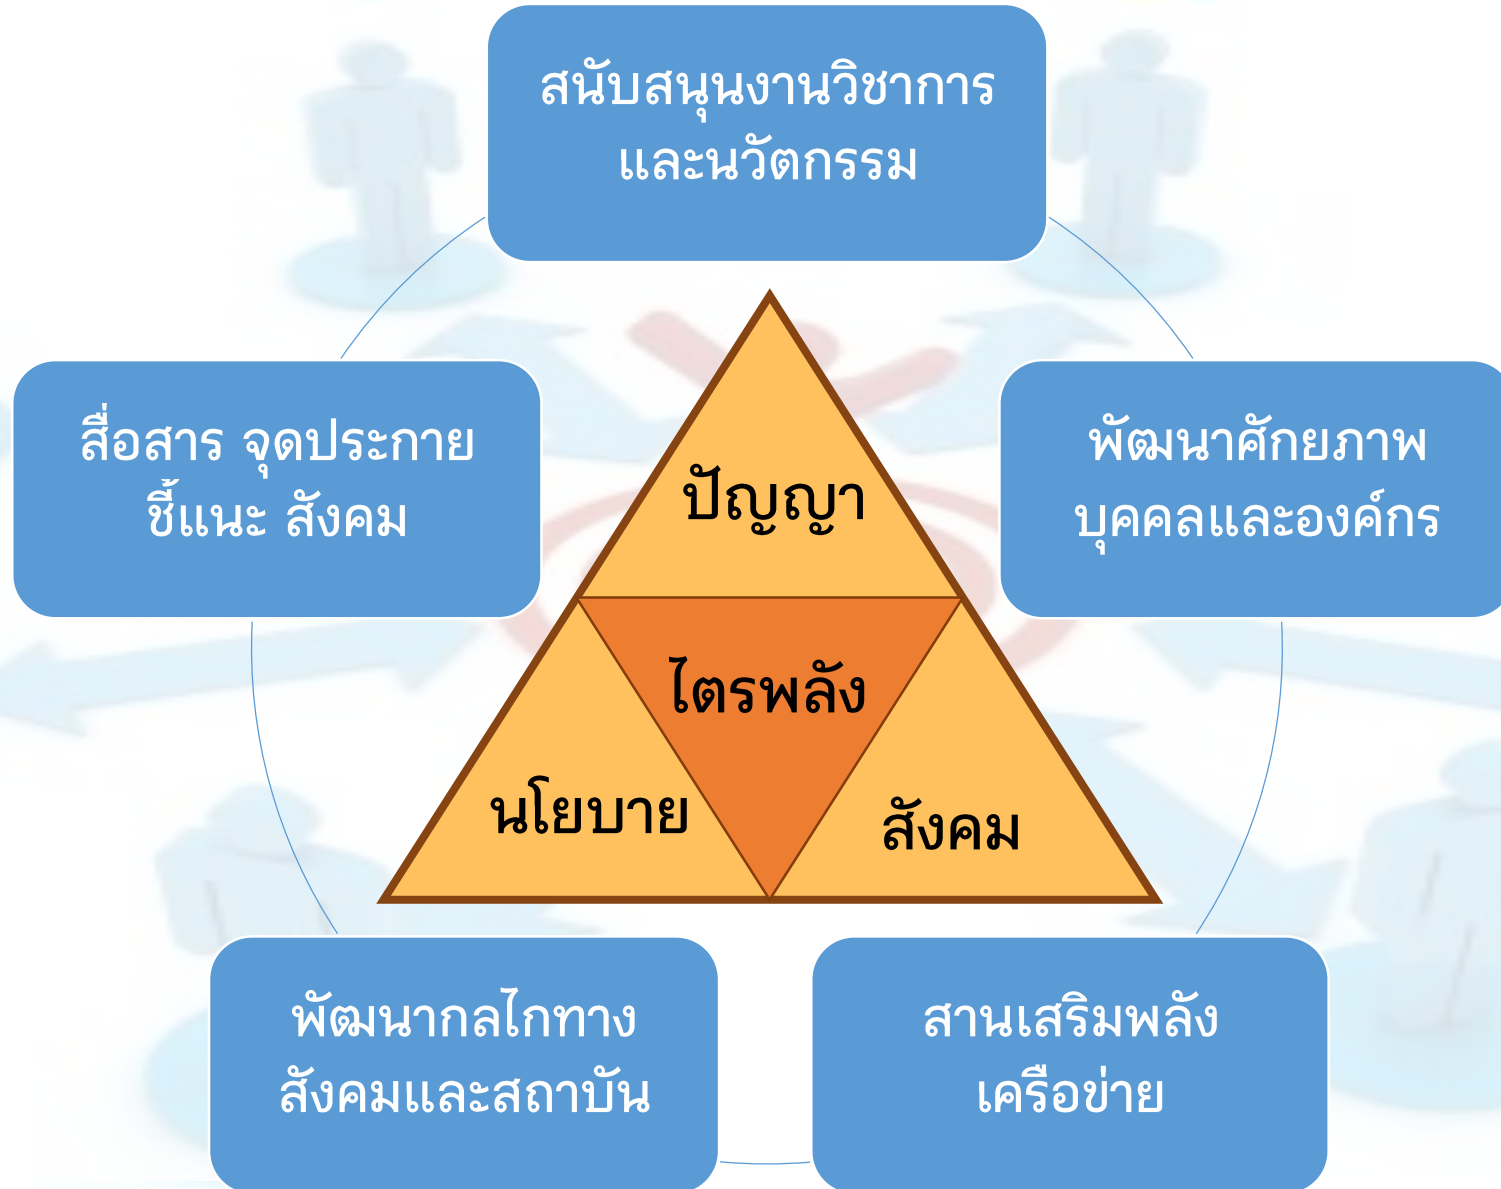 สนับสนุนงานวิชาการ
และนวัตกรรม
สื่อสาร จุดประกาย
ชี้แนะ สังคม
พัฒนาศักยภาพ
บุคคลและองค์กร
ปัญญา
ไตรพลัง
นโยบาย
สังคม
พัฒนากลไกทาง
สังคมและสถาบัน
สานเสริมพลัง
เครือข่าย